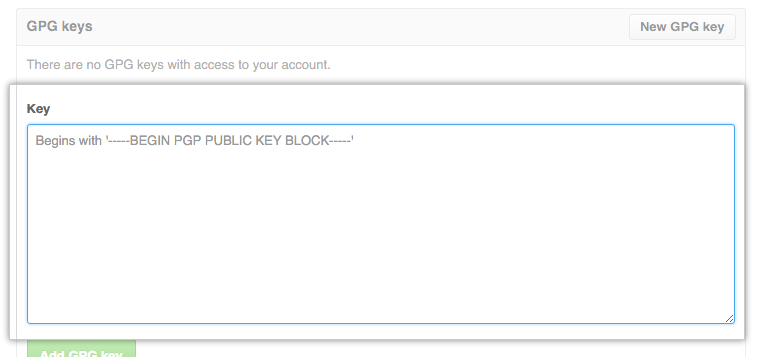 GPG keys
New GPG key
There are no GPG keys with access to your account.
Key
Begins with '-----BEGIN PGP PUBLIC KEY BLOCK-----'
Add GPG key